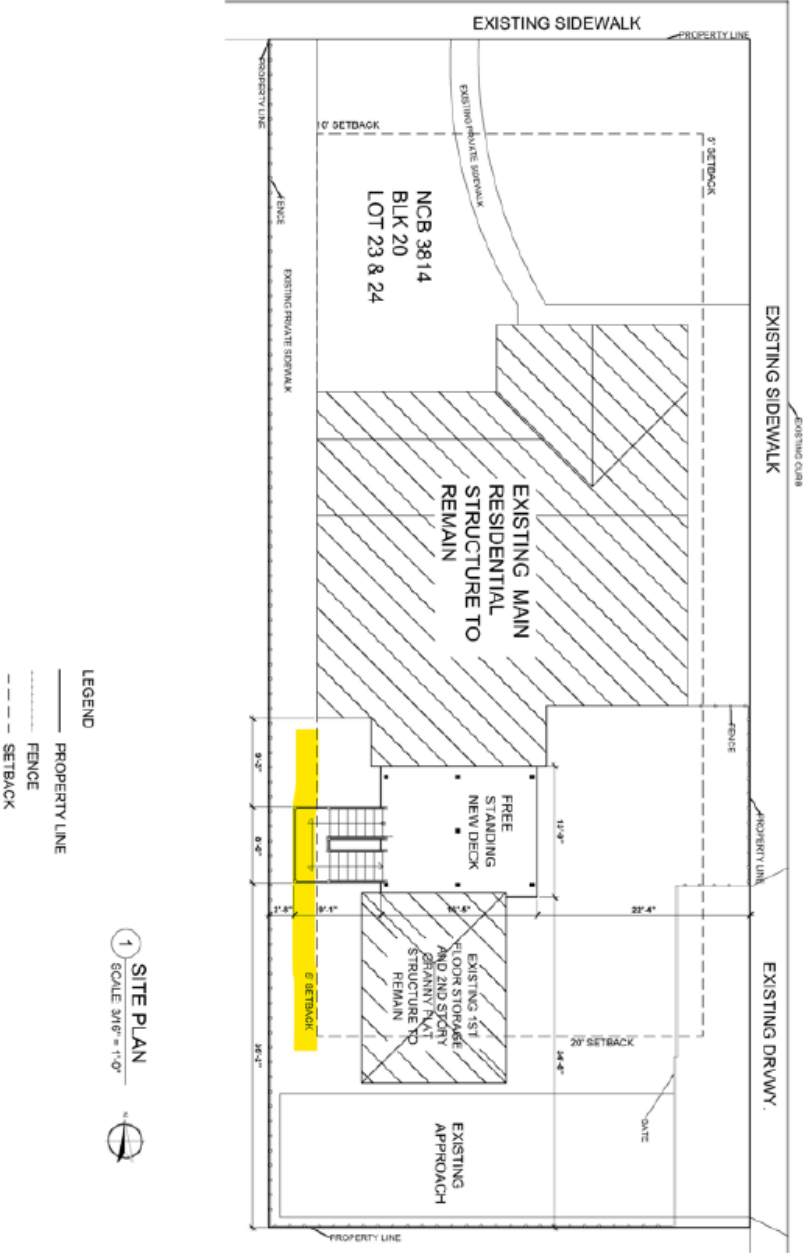 EXISTING SIDEWALK
PROPERTY LINE
PROPERTY LINE
10' SETBACK
EXISTING PRIVATE SIDEWALK
5' SETBACK
FENCE
NCB 3814
BLK 20
LOT 23 & 24
EXISTING PRIVATE SIDEWALK
EXISTING SIDEWALK
EXISTING CURB
EXISTING MAIN
RESIDENTIAL
STRUCTURE TO
REMAIN
FENCE
PROPERTY LINE
FREE
STANDING
NEW DECK
22'-4"
EXISTING 1ST
FLOOR STORAGE
AND 2ND STORY
GRANNY FLAT
STRUCTURE TO
REMAIN
20' SETBACK
EXISTING DRVWY.
GATE
EXISTING
APPROACH
PROPERTY LINE
LEGEND
PROPERTY LINE
FENCE
SETBACK
1
SITE PLAN
SCALE: 3/16" = 1'-0"
N